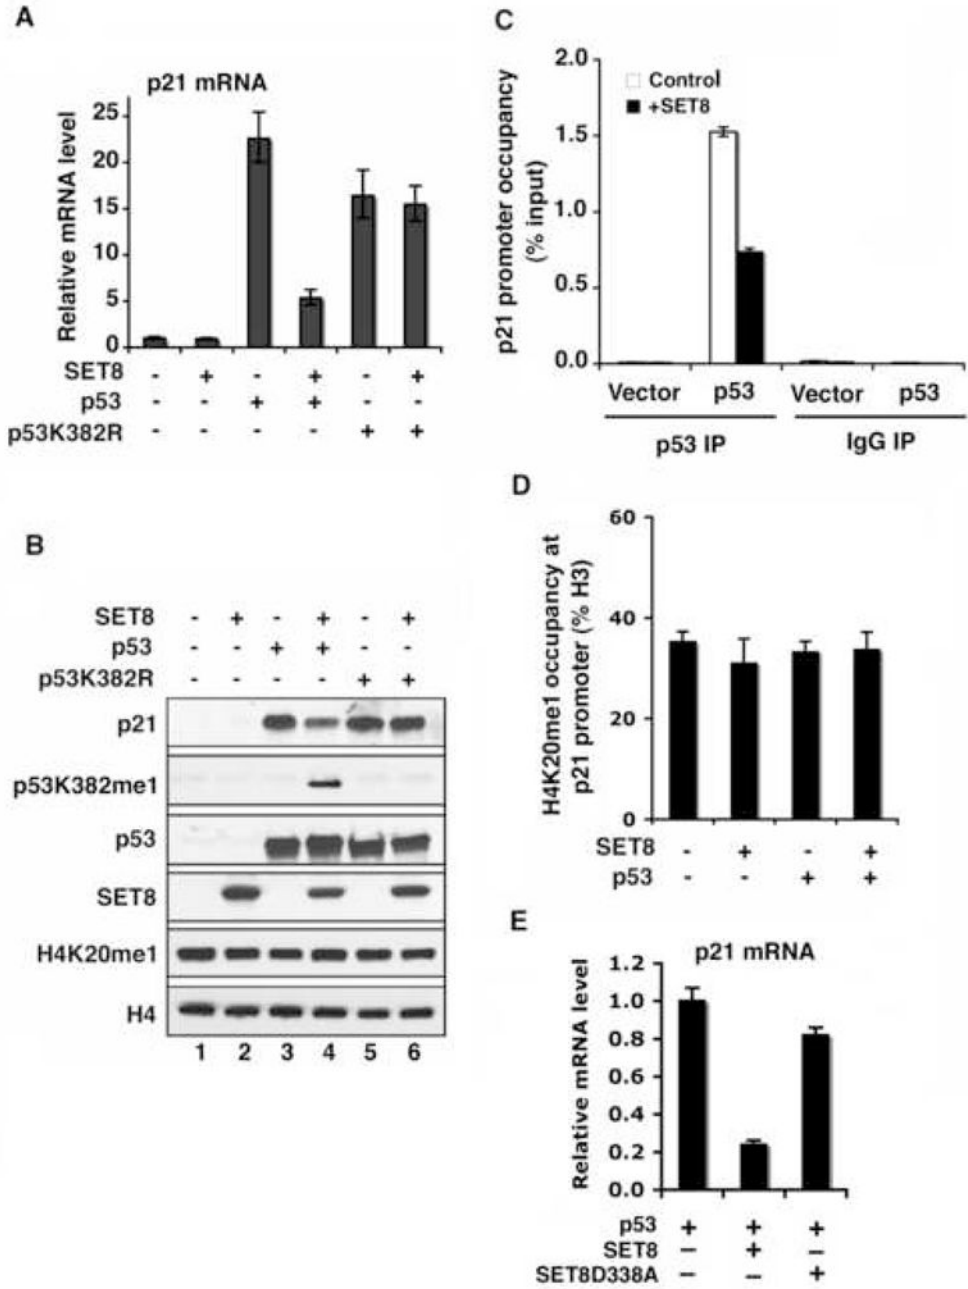 A
p21 mRNA
Relative mRNA level
25
20
15
10
5
0
SET8 - + - + - +
p53 - - + + - -
p53K382R - - - - + +
B
SET8 - + - + - +
p53 - - + + - -
p53K382R - - - - + +
p21
p53K382me1
p53
SET8
H4K20me1
H4
1 2 3 4 5 6
C
p21 promoter occupancy
(% input)
2.0
1.5
1.0
0.5
0.0
Control
+SET8
Vector p53 Vector p53
p53 IP IgG IP
D
H4K20me1 occupancy at
p21 promoter (% H3)
60
40
20
0
SET8 - + - +
p53 - - + +
E
p21 mRNA
Relative mRNA level
1.2
1.0
0.8
0.6
0.4
0.2
0.0
p53 + + +
SET8 – + –
SET8D338A – – +